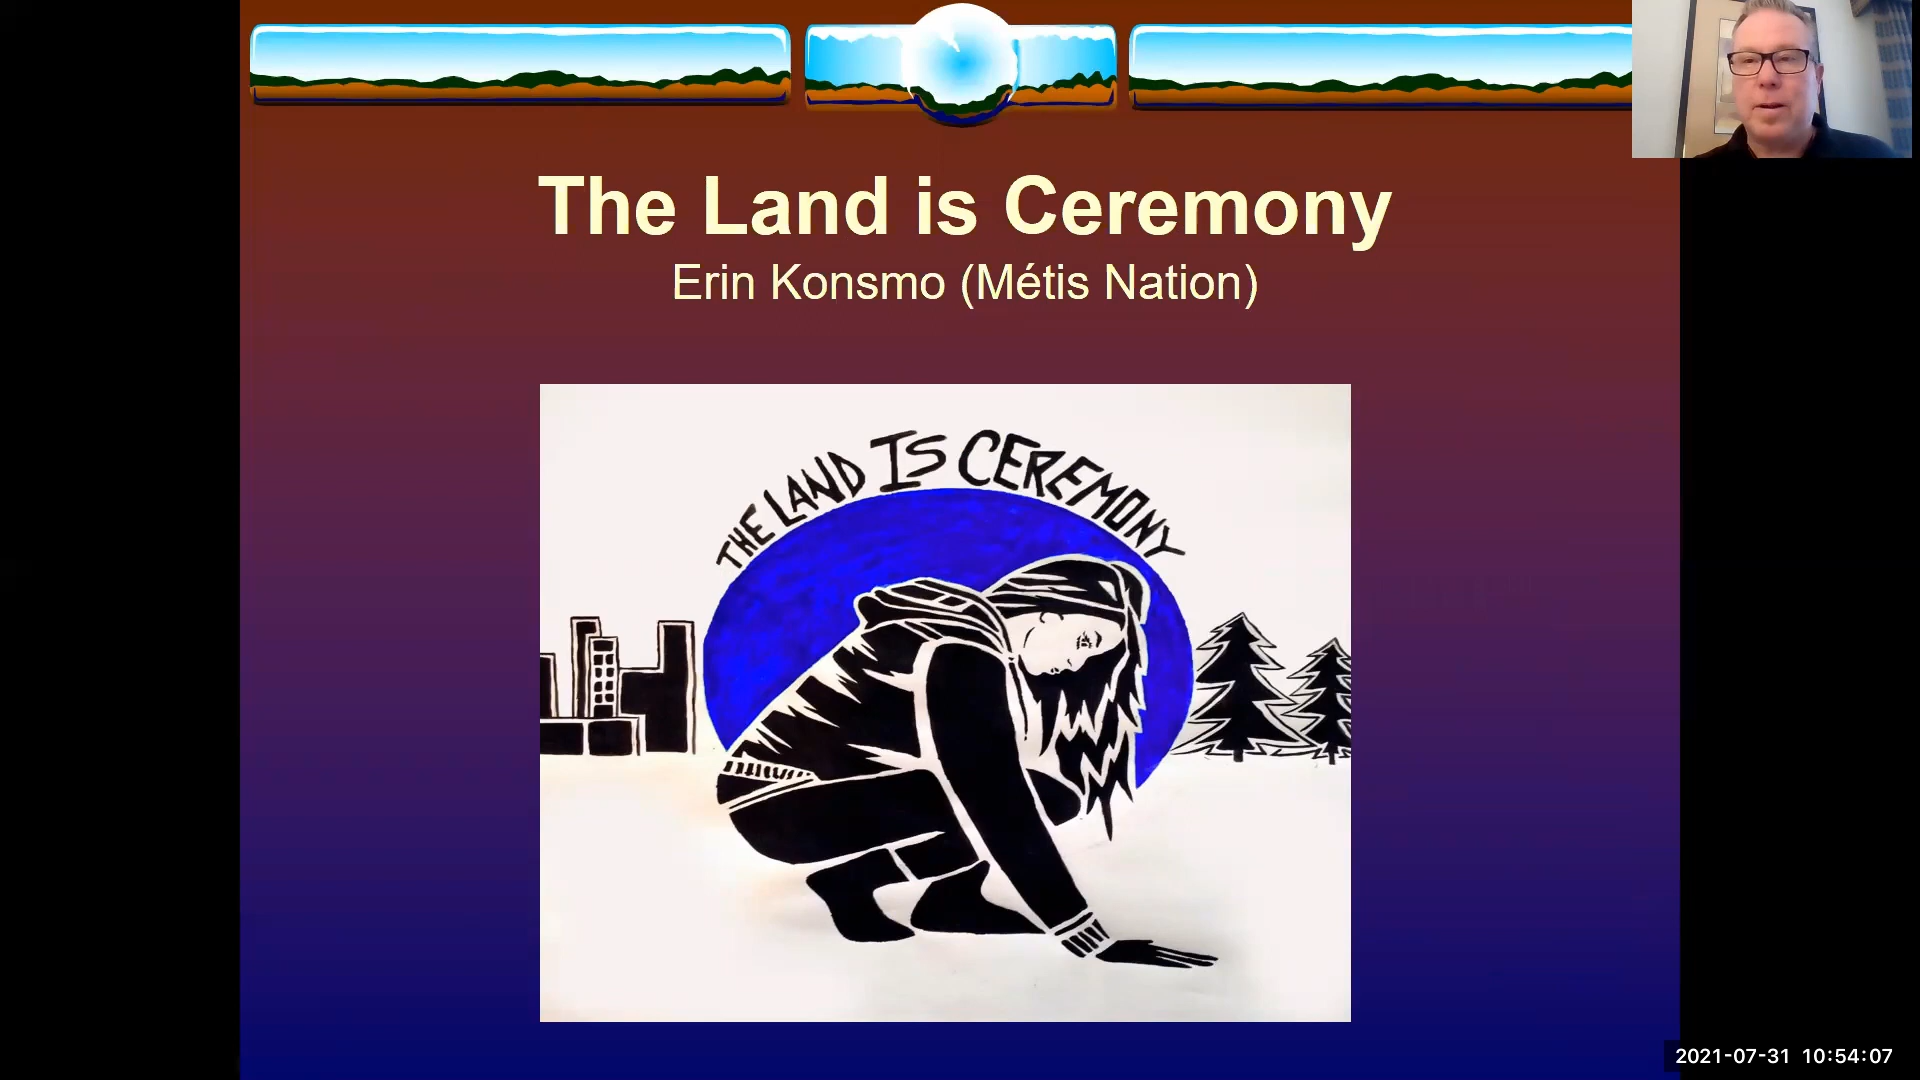 The Land is Ceremony
Erin Konsmo (Métis Nation)
THE LAND IS CEREMONY
2021-07-31 10:54:07